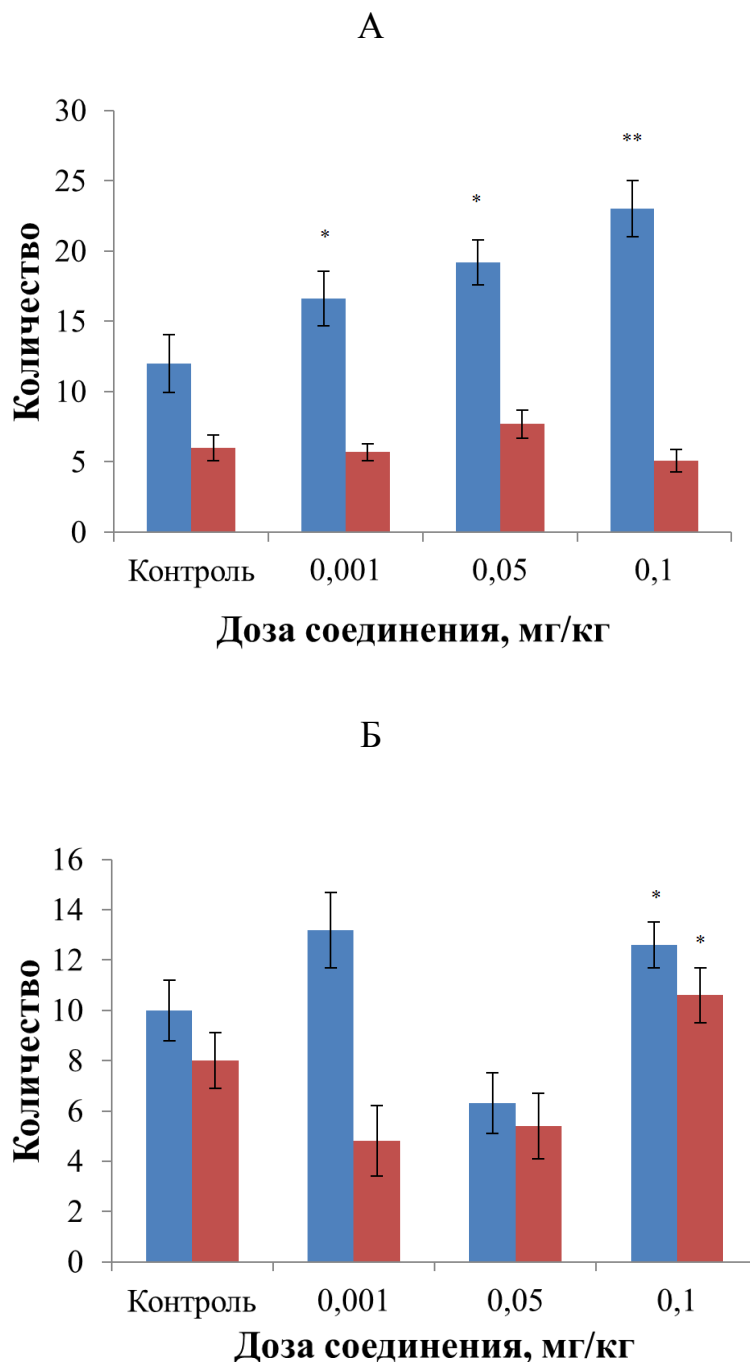 А
30
**
25
*
*
20
15
10
5
0
Количество
Контроль 0,001 0,05 0,1
Доза соединения, мг/кг
Б
16
*
14
*
12
10
8
6
4
2
0
Количество
Контроль 0,001 0,05 0,1
Доза соединения, мг/кг